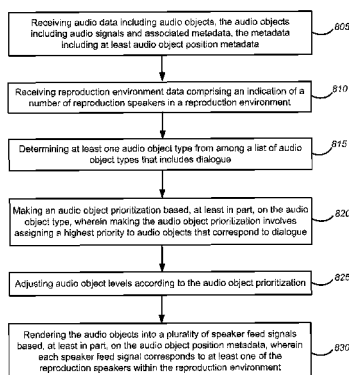 Receiving audio data including audio objects, the audio objects
including audio signals and associated metadata, the metadata
including at least audio object position metadata
805
Receiving reproduction environment data comprising an indication of a
number of reproduction speakers in a reproduction environment
810
Determining at least one audio object type from among a list of audio
object types that includes dialogue
815
Making an audio object prioritization based, at least in part, on the audio
object type, wherein making the audio object prioritization involves
assigning a highest priority to audio objects that correspond to dialogue
820
Adjusting audio object levels according to the audio object prioritization
825
Rendering the audio objects into a plurality of speaker feed signals
based, at least in part, on the audio object position metadata, wherein
each speaker feed signal corresponds to at least one of the
reproduction speakers within the reproduction environment
830